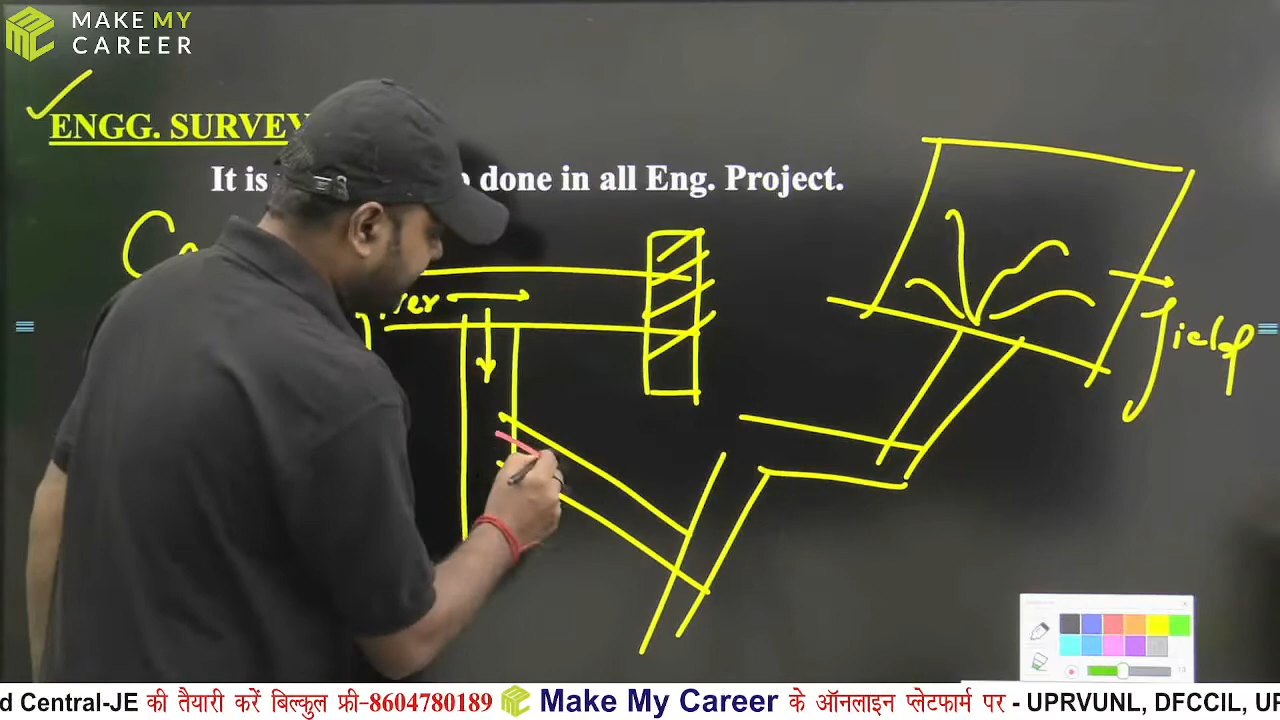 MAKE MY
CAREER
ENGG. SURVEY
It is done in all Eng. Project.
field
d Central-JE की तैयारी करें बिल्कुल फ्री-8604780189 Make My Career के ऑनलाइन प्लेटफार्म पर - UPRVUNL, DFCCIL, UP